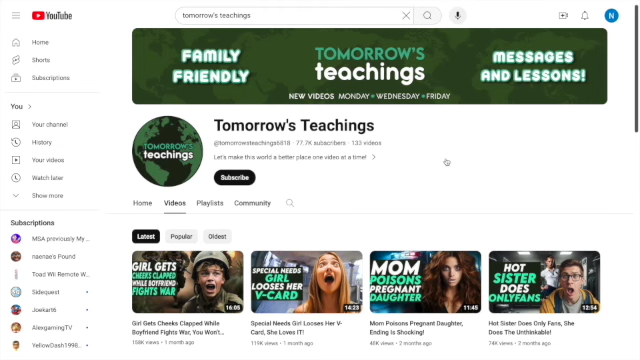 YouTube
tomorrow's teachings
N
Home
Shorts
Subscriptions
You
Your channel
History
Your videos
Watch later
Show more
Subscriptions
MSA previously My ...
naenae's Pound
Toad Wii Remote W...
Sidequest
Joekart6
AlexgamingTV
YellowDash1998...
FAMILY
FRIENDLY
TOMORROW'S
teachings
MESSAGES
AND LESSONS!
NEW VIDEOS MONDAY • WEDNESDAY • FRIDAY
TOMORROW'S
teachings
Tomorrow's Teachings
@tomorrowsteachings6818 77.7K subscribers 133 videos
Let's make this world a better place one video at a time!
Subscribe
Home Videos Playlists Community
Latest Popular Oldest
GIRL GETS
CHEEKS CLAPPED
WHILE BOYFRIEND
FIGHTS WAR
16:05
Girl Gets Cheeks Clapped While
Boyfriend Fights War, You Won't...
158K views • 1 month ago
SPECIAL NEEDS
GIRL LOOSES
HER
V-CARD
14:23
Special Needs Girl Looses Her V-
Card, She Loves IT!
119K views • 1 month ago
MOM
POISONS
PREGNANT
DAUGHTER
11:45
Mom Poisons Pregnant Daughter,
Ending Is Shocking!
48K views • 2 months ago
HOT
SISTER
DOES
ONLYFANS
12:54
Hot Sister Does Only Fans, She
Does The Unthinkable!
74K views • 2 months ago